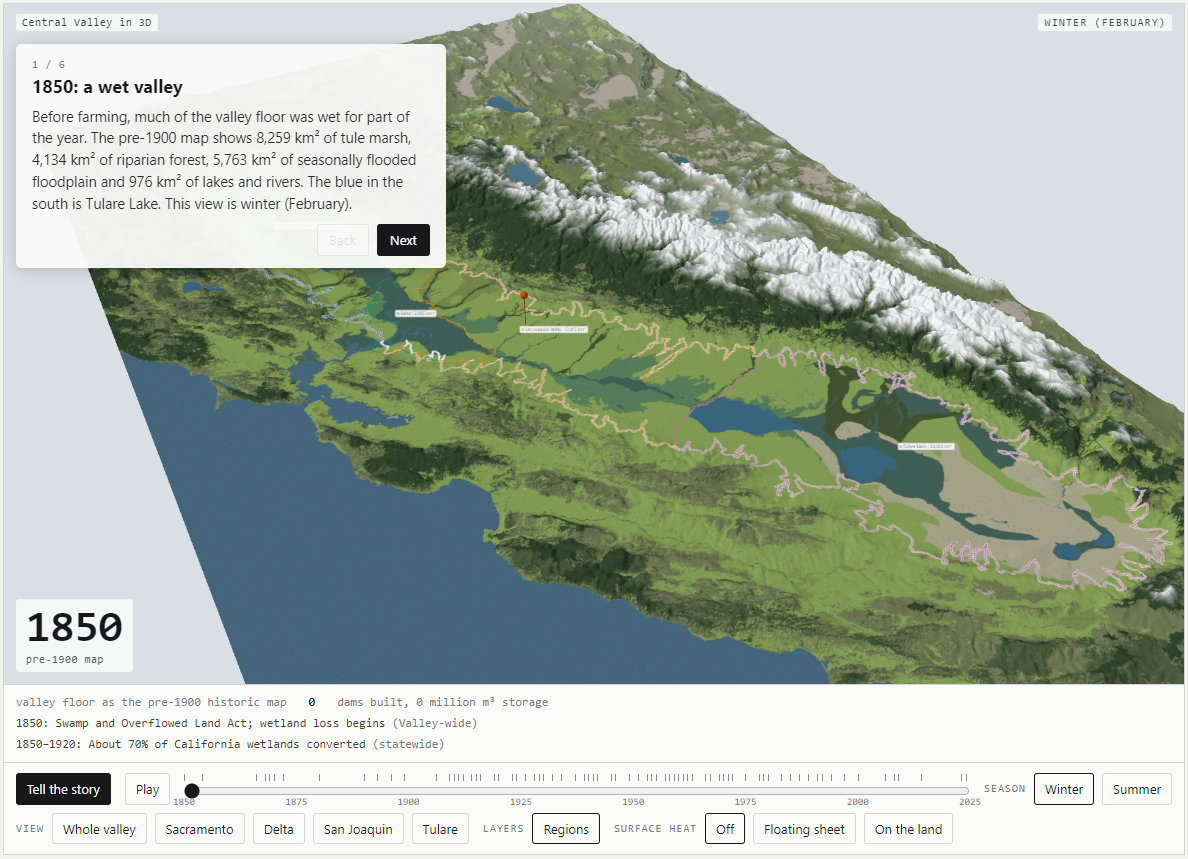 Central Valley in 3D
WINTER (FEBRUARY)
1 / 6
1850: a wet valley
Before farming, much of the valley floor was wet for part of
the year. The pre-1900 map shows 8,259 km² of tule marsh,
4,134 km² of riparian forest, 5,763 km² of seasonally flooded
floodplain and 976 km² of lakes and rivers. The blue in the
south is Tulare Lake. This view is winter (February).
Back
Next
1850
pre-1900 map
valley floor as the pre-1900 historic map 0 dams built, 0 million m³ storage
1850: Swamp and Overflowed Land Act; wetland loss begins (Valley-wide)
1850–1920: About 70% of California wetlands converted (statewide)
Tell the story
Play
1850 1875 1900 1925 1950 1975 2000 2025
SEASON Winter Summer
VIEW Whole valley Sacramento Delta San Joaquin Tulare LAYERS Regions SURFACE HEAT Off Floating sheet On the land